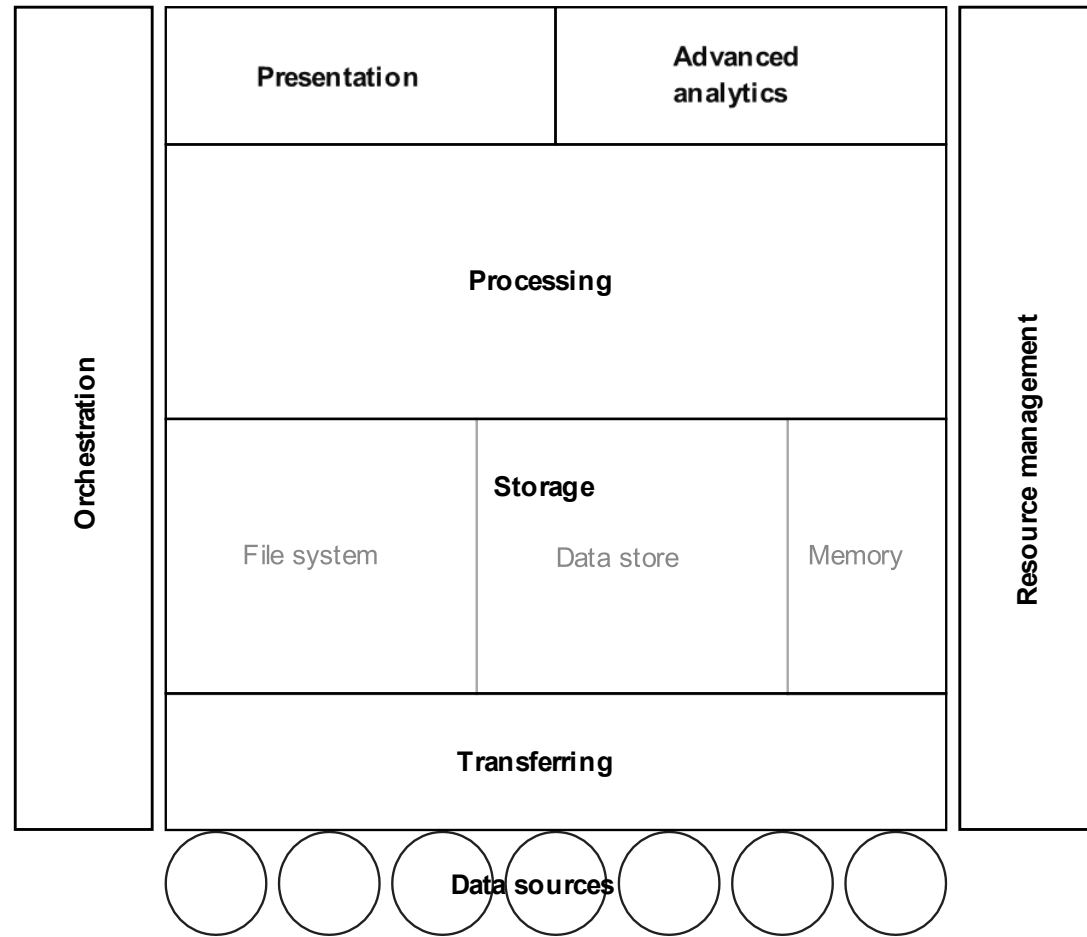 Presentation
Advanced
analytics
Processing
Orchestration
Storage
File system
Data store
Memory
Resource management
Transferring
Data sources